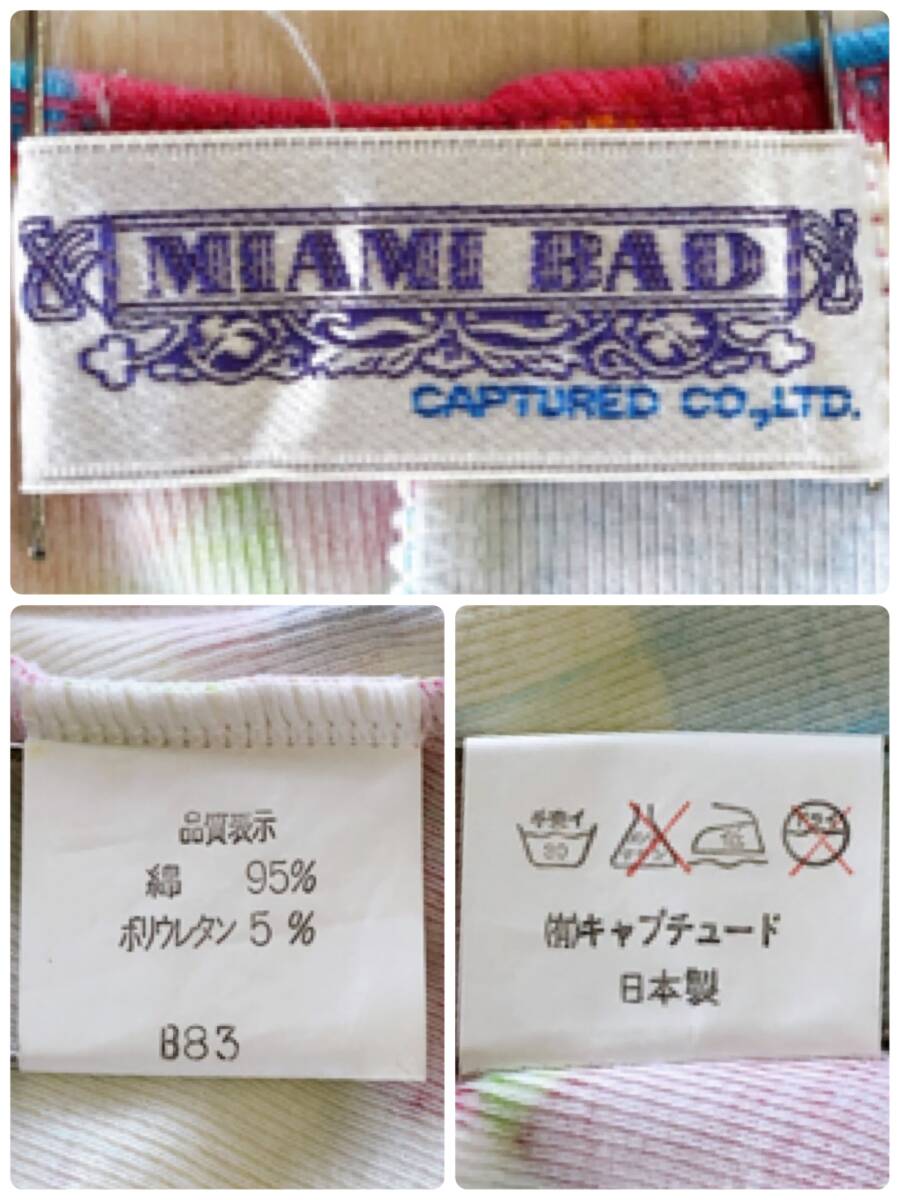 MIAMI BAD
CAPTURED CO.,LTD.
品質表示
綿 95%
ポリウレタン 5%
B83
手洗イ
30
㈲キャプチュード
日本製